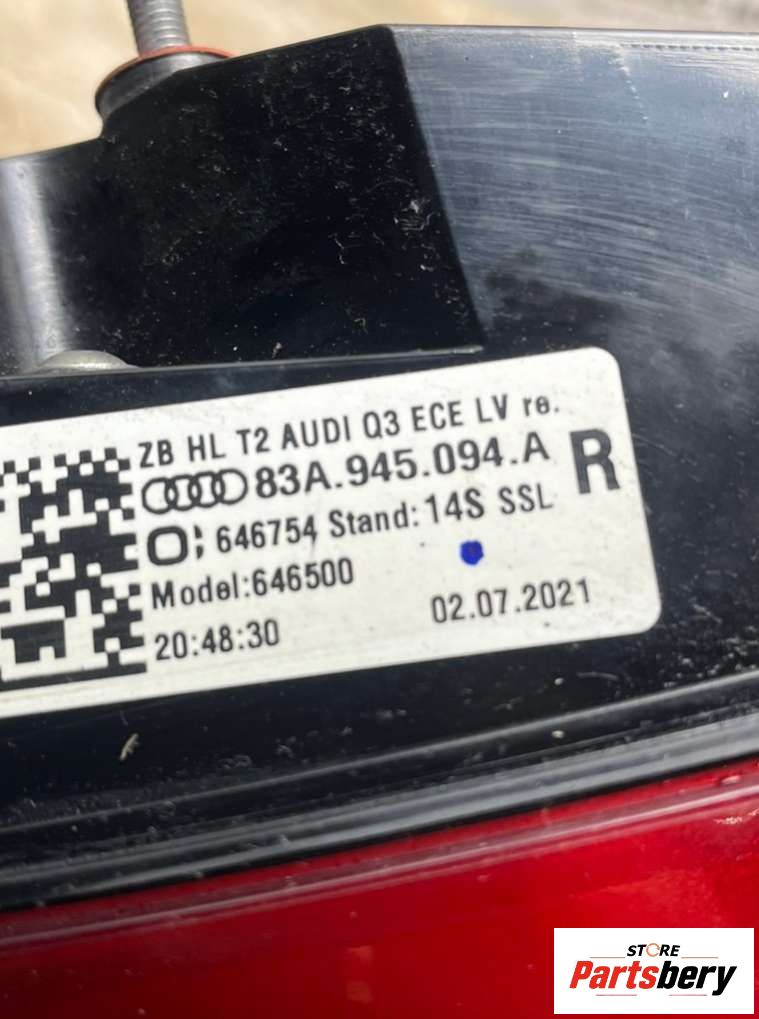 ZB HL T2 AUDI Q3 ECE LV re.
83A.945.094.A
R
646754 Stand: 14S SSL
Model:646500
20:48:30
02.07.2021
STORE
Partsbery